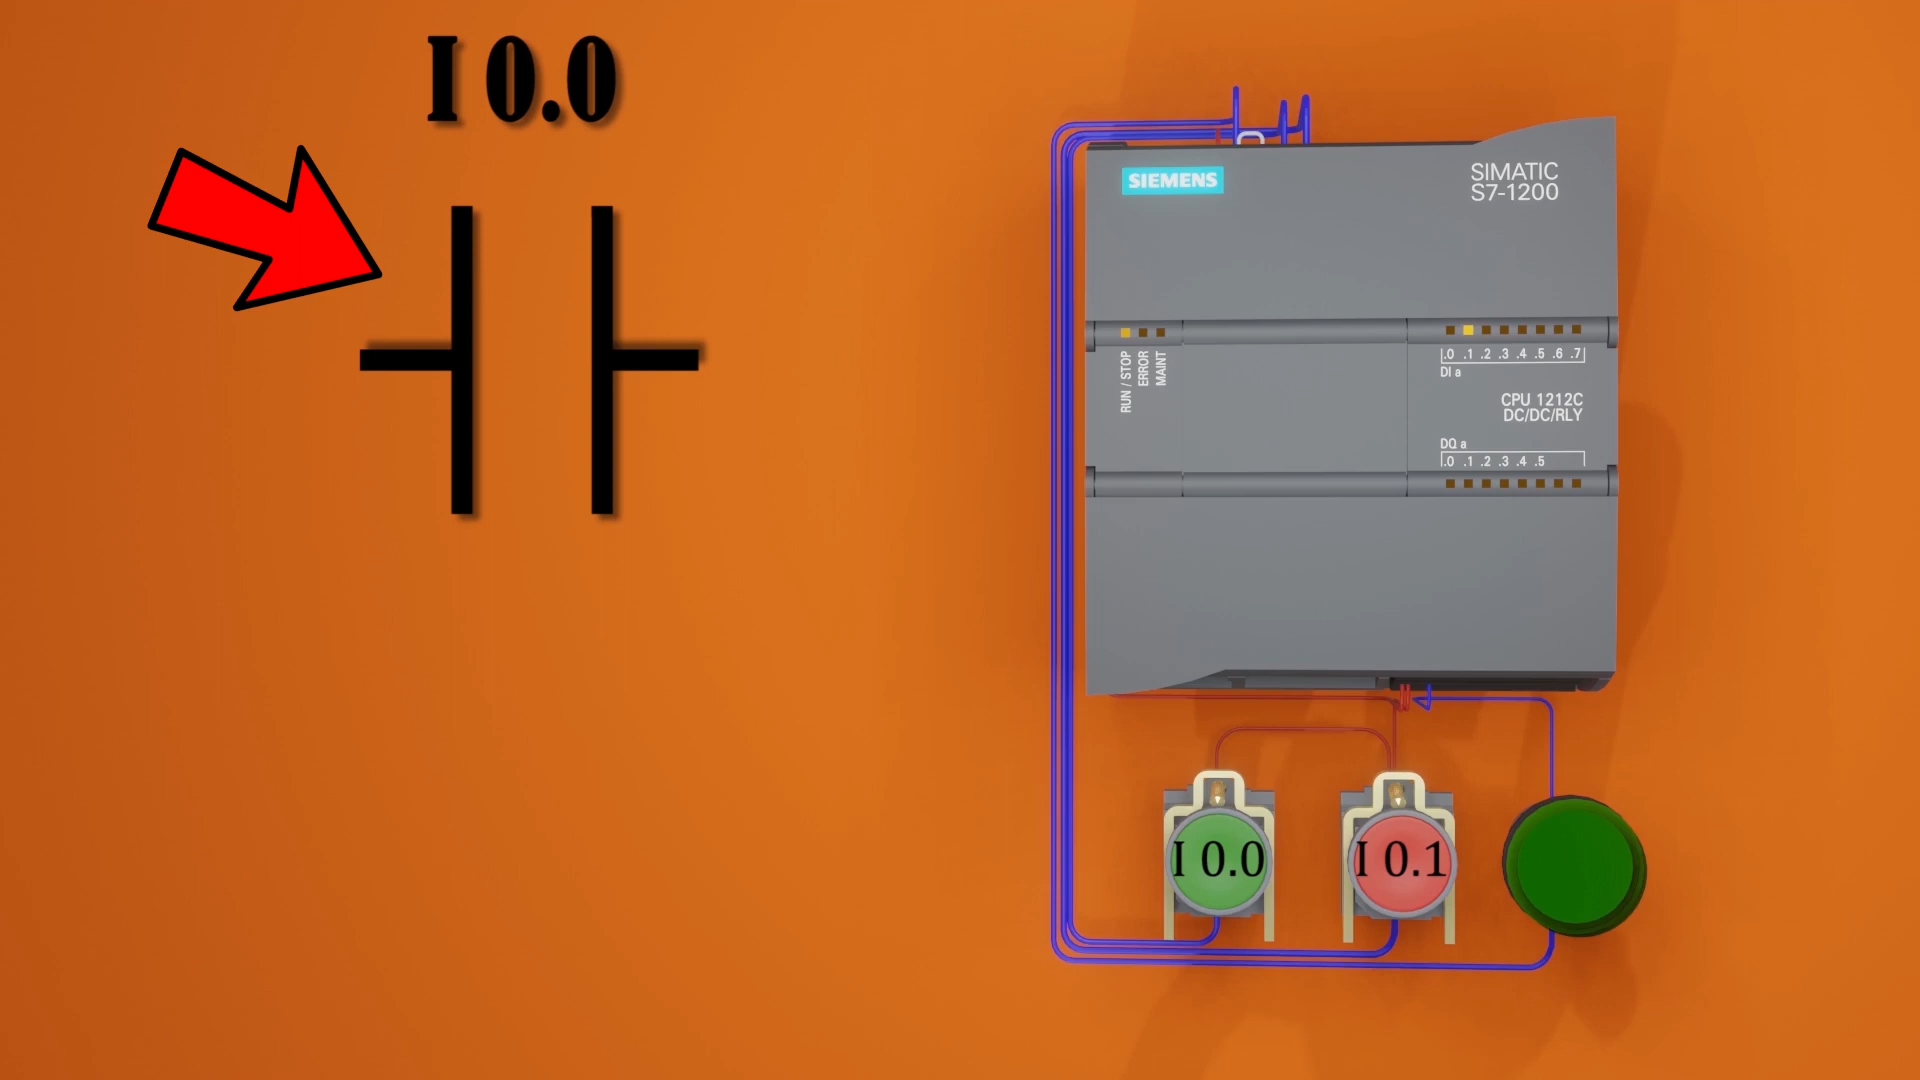 I 0.0
SIEMENS
SIMATIC
S7-1200
RUN / STOP
ERROR
MAINT
.0 .1 .2 .3 .4 .5 .6 .7
DI a
CPU 1212C
DC/DC/RLY
DQ a
.0 .1 .2 .3 .4 .5
I 0.0
I 0.1